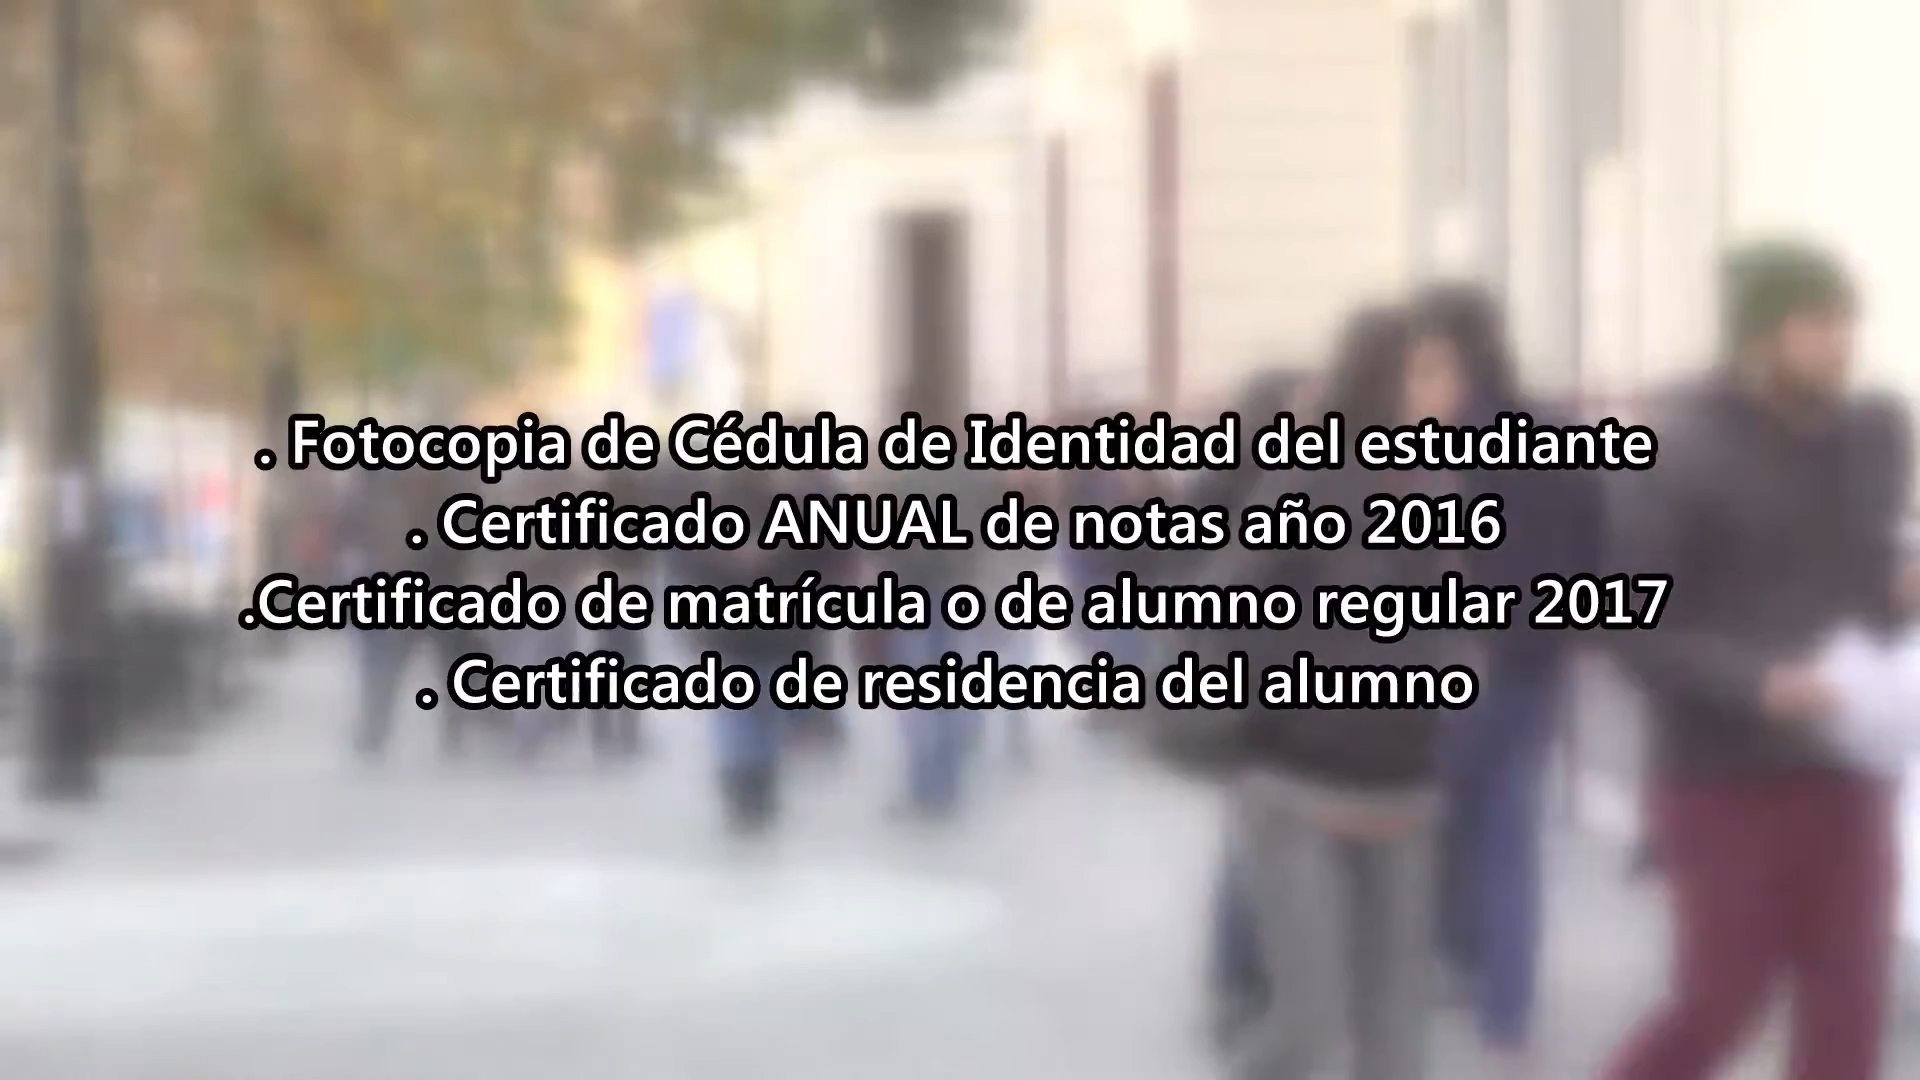 . Fotocopia de Cédula de Identidad del estudiante
. Certificado ANUAL de notas año 2016
.Certificado de matrícula o de alumno regular 2017
. Certificado de residencia del alumno